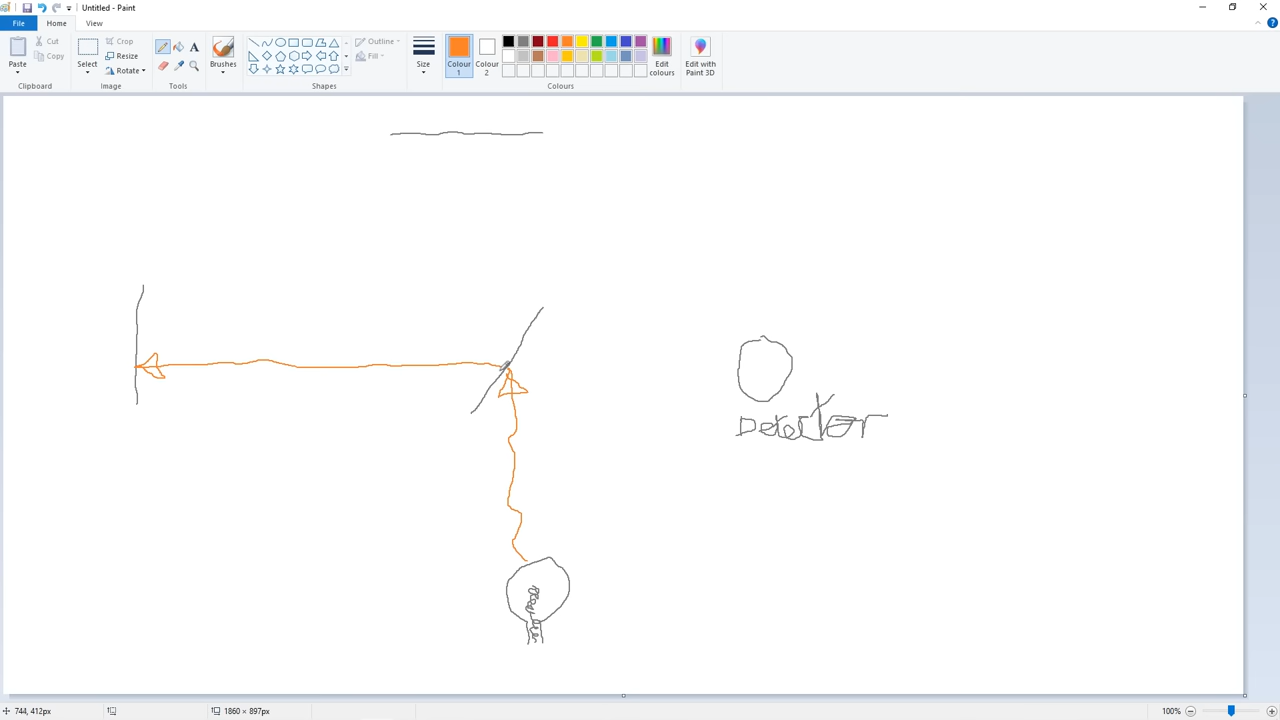 Untitled - Paint
File Home View
Paste Cut Copy
Clipboard
Select Crop Resize Rotate
Image
Tools
Brushes
Outline Fill
Shapes
Size
Colour 1
Colour 2
Edit colours
Edit with Paint 3D
Colours
Detector
744, 412px
1860 × 897px
100%